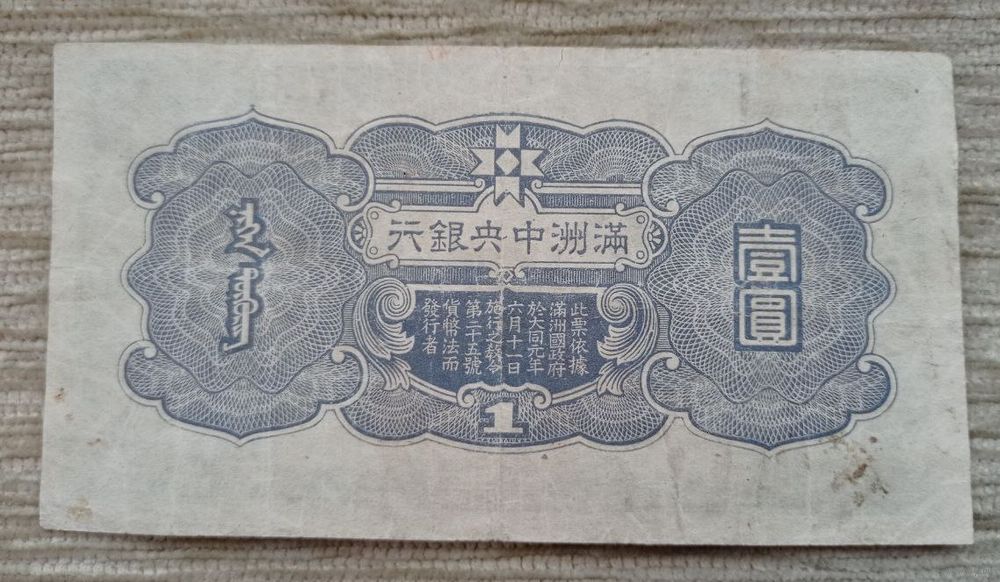 滿洲中央銀行
壹圓
此票依據
滿洲國政府
於大同元年
六月十一日
施行之教令
第二十五號
貨幣法而
發行者
1